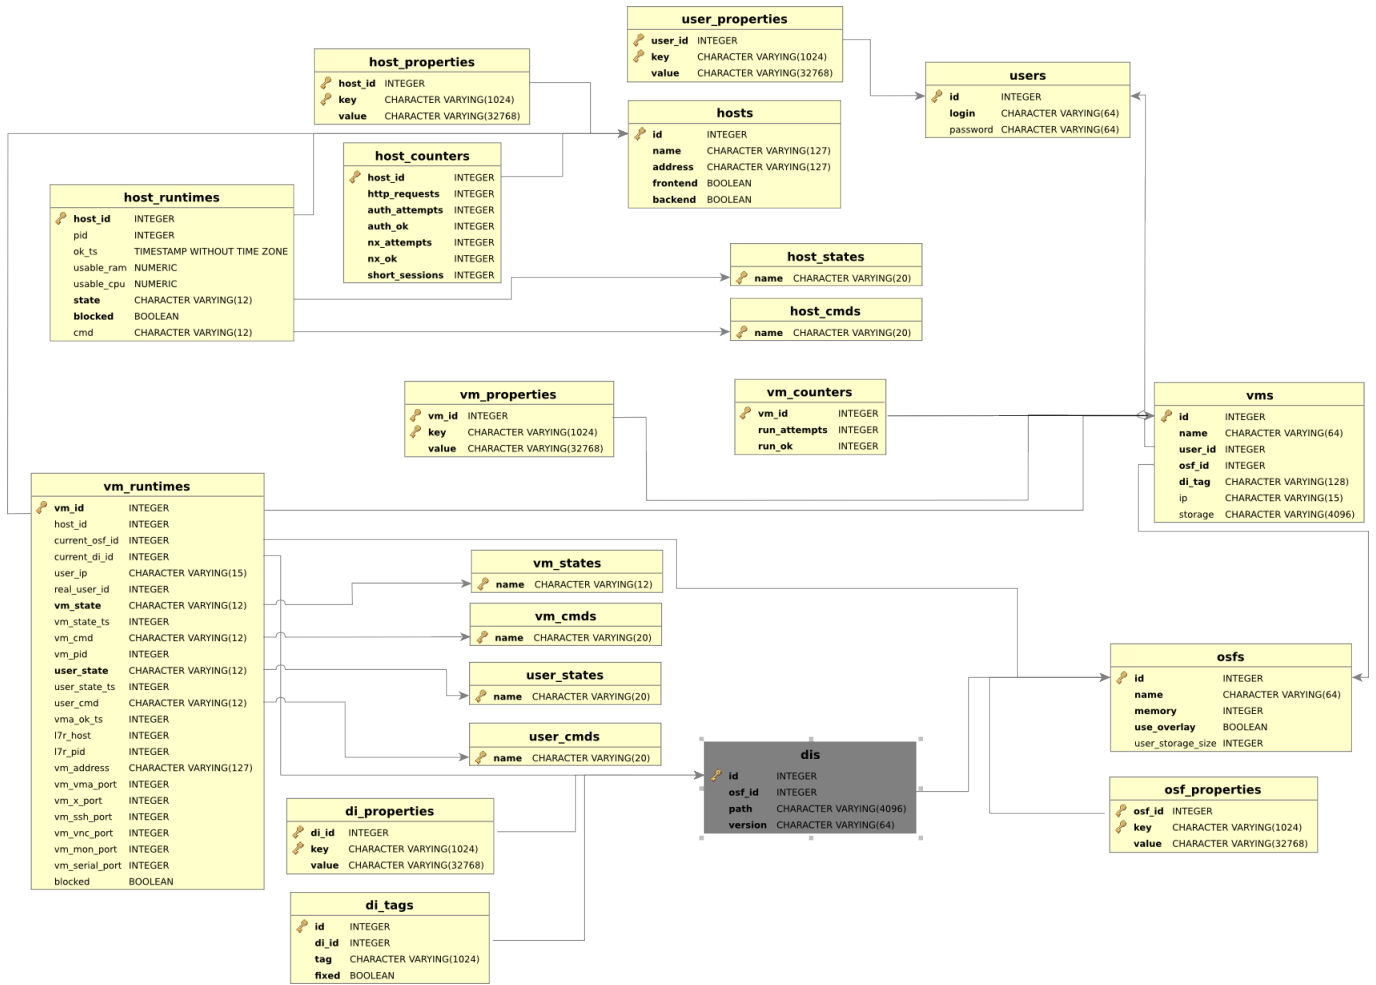 user_properties
user_id INTEGER
key CHARACTER VARYING(1024)
value CHARACTER VARYING(32768)
host_properties
host_id INTEGER
key CHARACTER VARYING(1024)
value CHARACTER VARYING(32768)
users
id INTEGER
login CHARACTER VARYING(64)
password CHARACTER VARYING(64)
hosts
id INTEGER
name CHARACTER VARYING(127)
address CHARACTER VARYING(127)
frontend BOOLEAN
backend BOOLEAN
host_counters
host_id INTEGER
http_requests INTEGER
auth_attempts INTEGER
auth_ok INTEGER
nx_attempts INTEGER
nx_ok INTEGER
short_sessions INTEGER
host_runtimes
host_id INTEGER
pid INTEGER
ok_ts TIMESTAMP WITHOUT TIME ZONE
usable_ram NUMERIC
usable_cpu NUMERIC
state CHARACTER VARYING(12)
blocked BOOLEAN
cmd CHARACTER VARYING(12)
host_states
name CHARACTER VARYING(20)
host_cmds
name CHARACTER VARYING(20)
vm_properties
vm_id INTEGER
key CHARACTER VARYING(1024)
value CHARACTER VARYING(32768)
vm_counters
vm_id INTEGER
run_attempts INTEGER
run_ok INTEGER
vms
id INTEGER
name CHARACTER VARYING(64)
user_id INTEGER
osf_id INTEGER
di_tag CHARACTER VARYING(128)
ip CHARACTER VARYING(15)
storage CHARACTER VARYING(4096)
vm_runtimes
vm_id INTEGER
host_id INTEGER
current_osf_id INTEGER
current_di_id INTEGER
user_ip CHARACTER VARYING(15)
real_user_id INTEGER
vm_state CHARACTER VARYING(12)
vm_state_ts INTEGER
vm_cmd CHARACTER VARYING(12)
vm_pid INTEGER
user_state CHARACTER VARYING(12)
user_state_ts INTEGER
user_cmd CHARACTER VARYING(12)
vma_ok_ts INTEGER
l7r_host INTEGER
l7r_pid INTEGER
vm_address CHARACTER VARYING(127)
vm_vma_port INTEGER
vm_x_port INTEGER
vm_ssh_port INTEGER
vm_vnc_port INTEGER
vm_mon_port INTEGER
vm_serial_port INTEGER
blocked BOOLEAN
vm_states
name CHARACTER VARYING(12)
vm_cmds
name CHARACTER VARYING(20)
user_states
name CHARACTER VARYING(20)
user_cmds
name CHARACTER VARYING(20)
osfs
id INTEGER
name CHARACTER VARYING(64)
memory INTEGER
use_overlay BOOLEAN
user_storage_size INTEGER
dis
id INTEGER
osf_id INTEGER
path CHARACTER VARYING(4096)
version CHARACTER VARYING(64)
osf_properties
osf_id INTEGER
key CHARACTER VARYING(1024)
value CHARACTER VARYING(32768)
di_properties
di_id INTEGER
key CHARACTER VARYING(1024)
value CHARACTER VARYING(32768)
di_tags
id INTEGER
di_id INTEGER
tag CHARACTER VARYING(1024)
fixed BOOLEAN